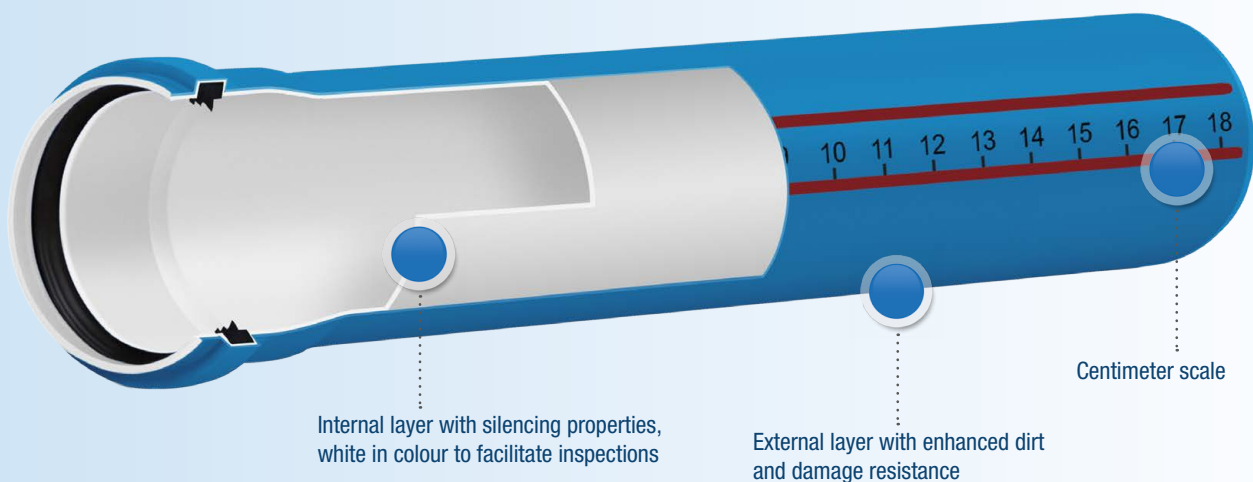 10 11 12 13 14 15 16 17 18
Centimeter scale
Internal layer with silencing properties,
white in colour to facilitate inspections
External layer with enhanced dirt
and damage resistance